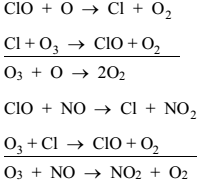 ClO + O → Cl + O₂
Cl + O₃ → ClO + O₂
O₃ + O → 2O₂
ClO + NO → Cl + NO₂
O₃ + Cl → ClO + O₂
O₃ + NO → NO₂ + O₂